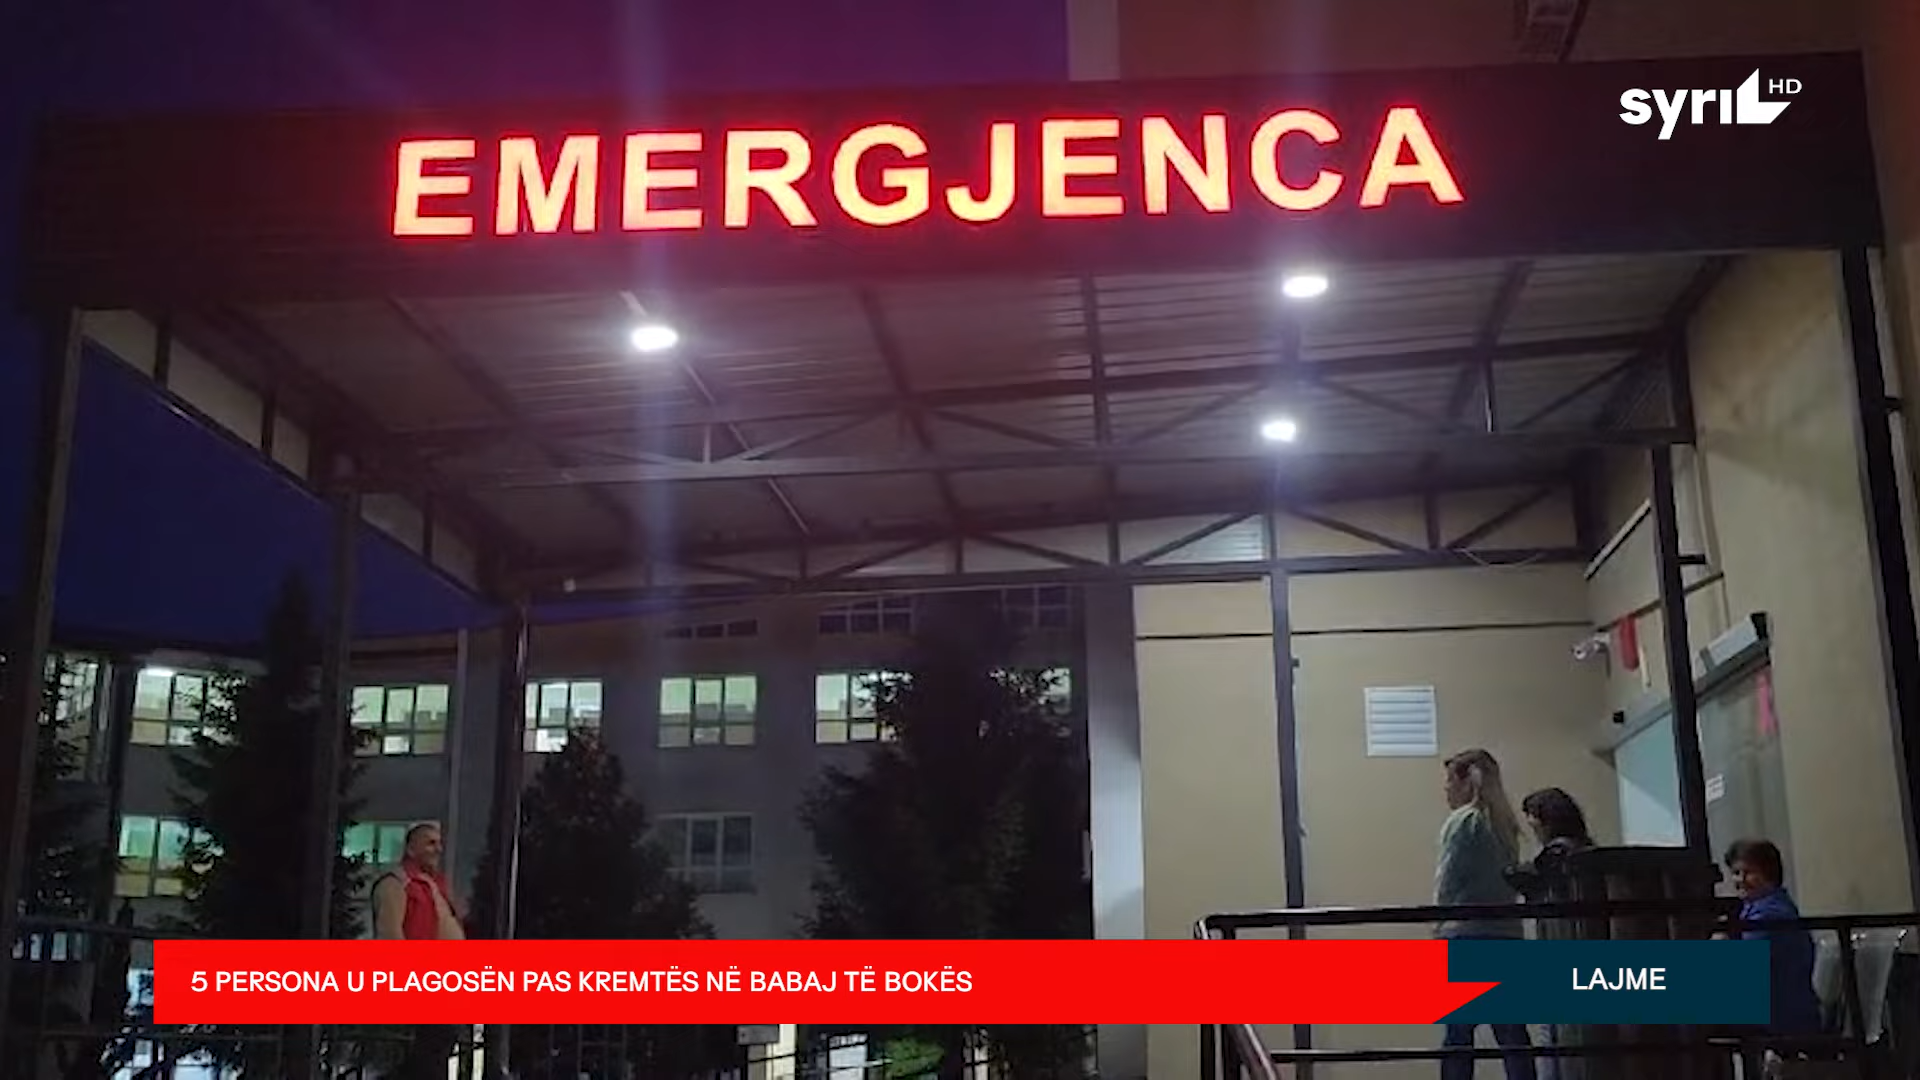 EMERGJENCA
syri HD
5 PERSONA U PLAGOSËN PAS KREMTËS NË BABAJ TË BOKËS
LAJME